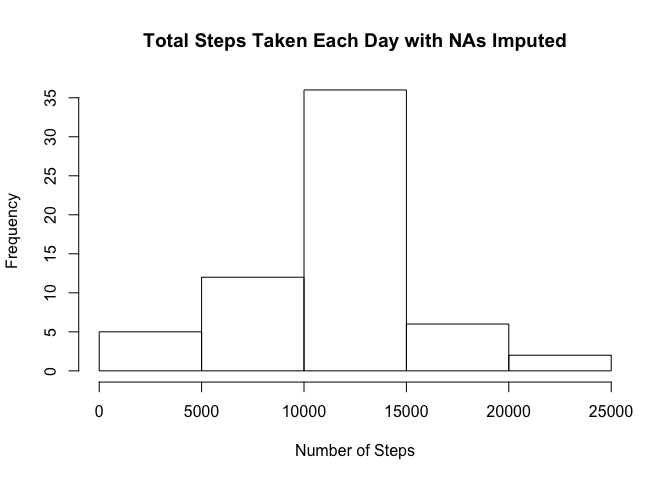 Total Steps Taken Each Day with NAs Imputed
Frequency
35
30
25
20
15
10
5
0
0 5000 10000 15000 20000 25000
Number of Steps